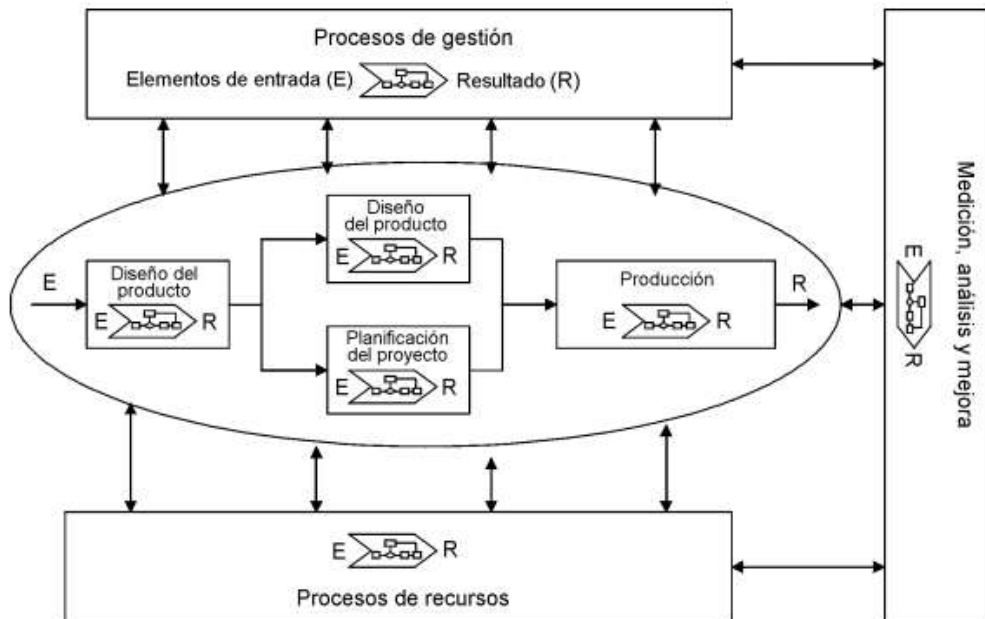 Procesos de gestión
Elementos de entrada (E) Resultado (R)
Diseño
del producto
E R
E
Diseño del
producto
E R
Producción
E R
R
Planificación
del proyecto
E R
E R
Procesos de recursos
Medición, análisis y mejora
E R